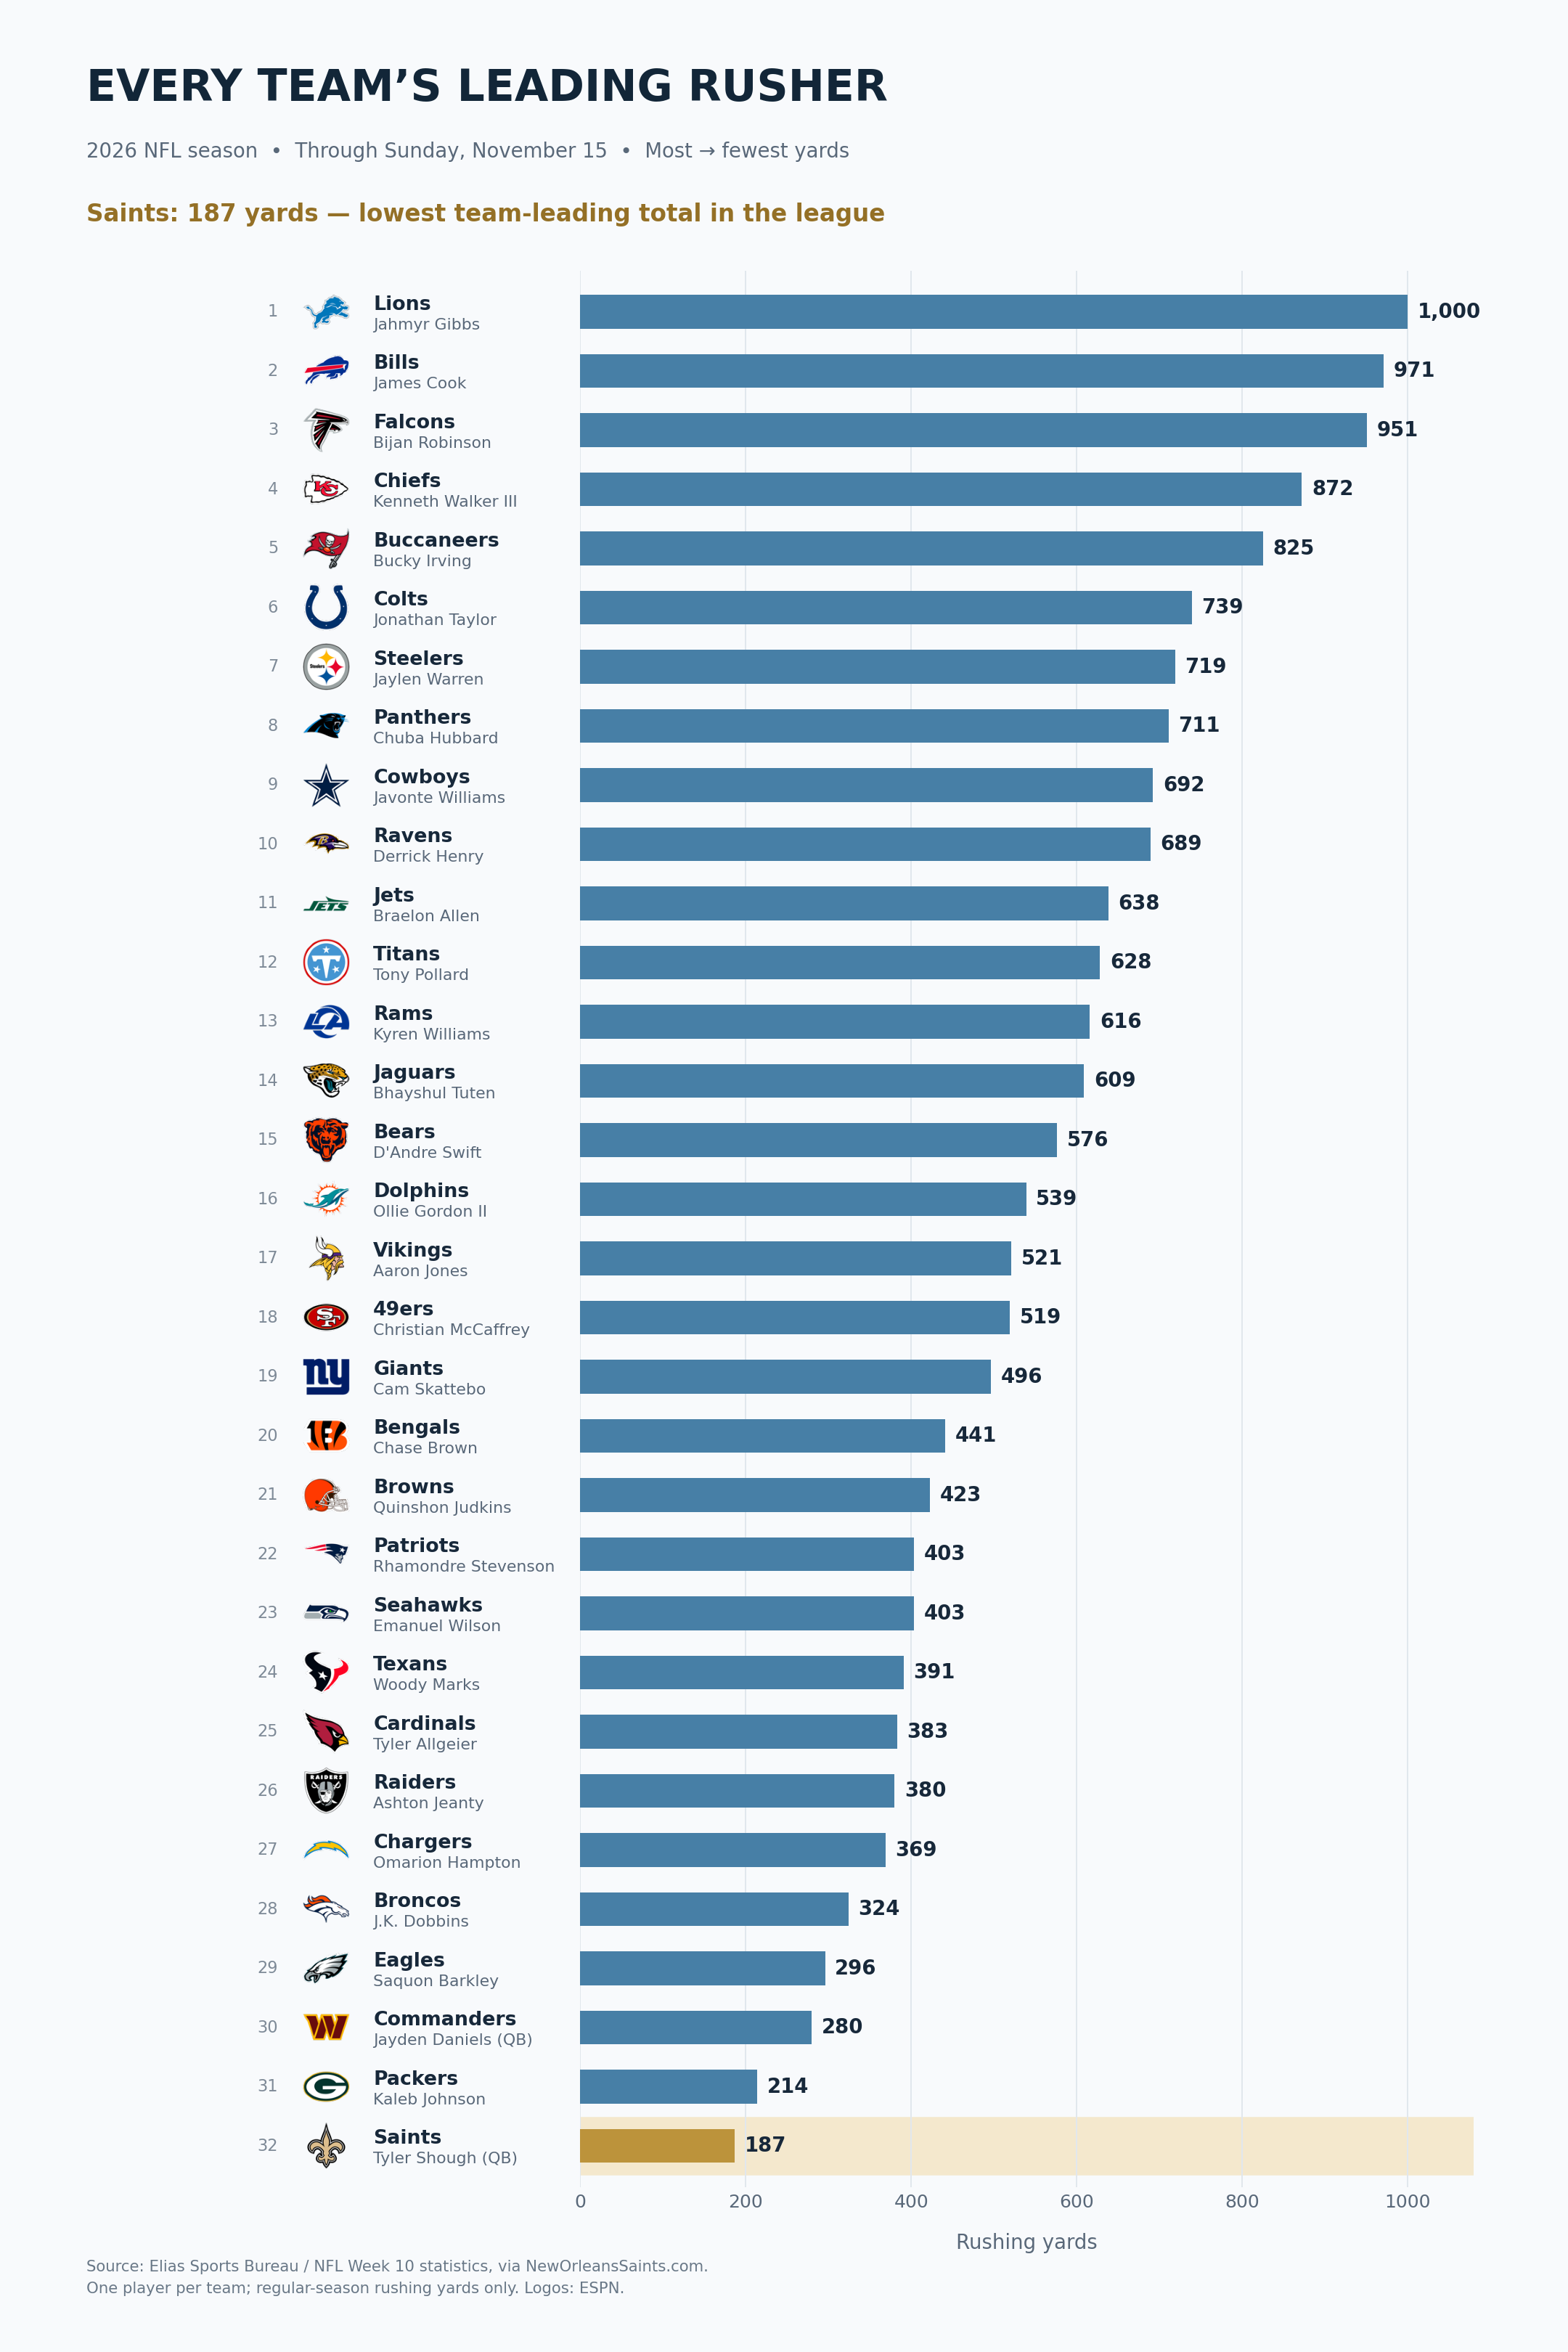 EVERY TEAM’S LEADING RUSHER
2026 NFL season • Through Sunday, November 15 • Most → fewest yards
Saints: 187 yards — lowest team-leading total in the league
1 Lions 1,000
Jahmyr Gibbs
2 Bills 971
James Cook
3 Falcons 951
Bijan Robinson
4 Chiefs 872
Kenneth Walker III
5 Buccaneers 825
Bucky Irving
6 Colts 739
Jonathan Taylor
7 Steelers 719
Jaylen Warren
8 Panthers 711
Chuba Hubbard
9 Cowboys 692
Javonte Williams
10 Ravens 689
Derrick Henry
11 JETS Jets 638
Braelon Allen
12 Titans 628
Tony Pollard
13 Rams 616
Kyren Williams
14 Jaguars 609
Bhayshul Tuten
15 Bears 576
D'Andre Swift
16 Dolphins 539
Ollie Gordon II
17 Vikings 521
Aaron Jones
18 49ers 519
Christian McCaffrey
19 ny Giants 496
Cam Skattebo
20 Bengals 441
Chase Brown
21 Browns 423
Quinshon Judkins
22 Patriots 403
Rhamondre Stevenson
23 Seahawks 403
Emanuel Wilson
24 Texans 391
Woody Marks
25 Cardinals 383
Tyler Allgeier
26 RAIDERS Raiders 380
Ashton Jeanty
27 Chargers 369
Omarion Hampton
28 Broncos 324
J.K. Dobbins
29 Eagles 296
Saquon Barkley
30 Commanders 280
Jayden Daniels (QB)
31 Packers 214
Kaleb Johnson
32 Saints 187
Tyler Shough (QB)
0 200 400 600 800 1000
Rushing yards
Source: Elias Sports Bureau / NFL Week 10 statistics, via NewOrleansSaints.com.
One player per team; regular-season rushing yards only. Logos: ESPN.